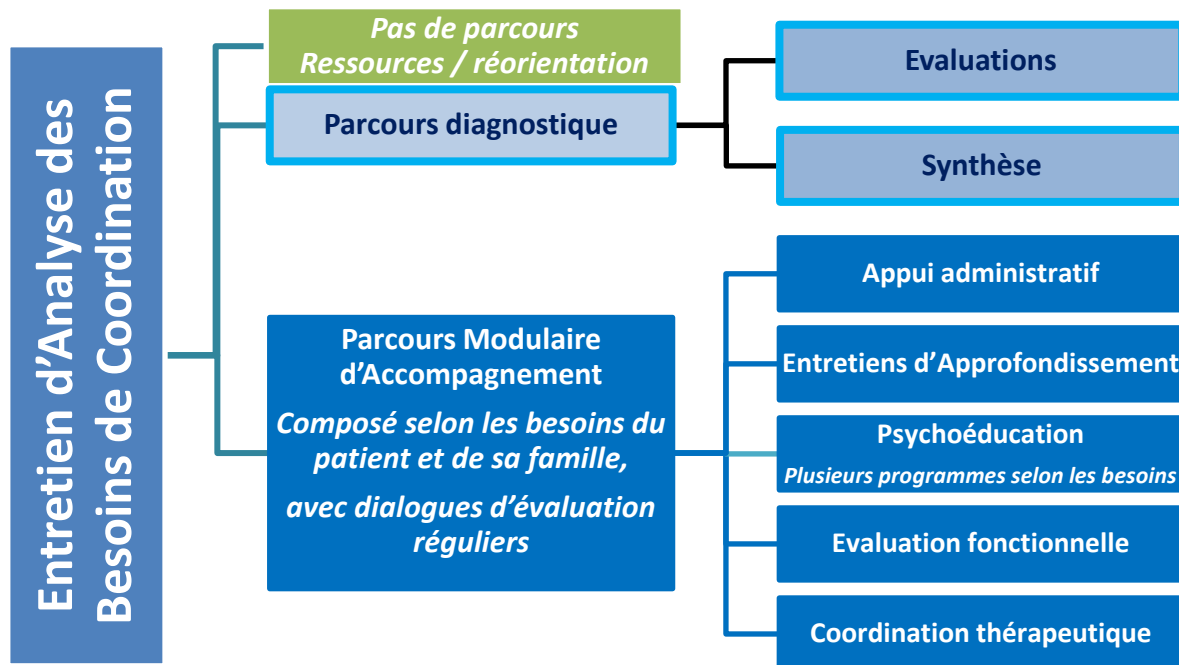 Entretien d’Analyse des
Besoins de Coordination
Pas de parcours
Ressources / réorientation
Parcours diagnostique
Evaluations
Synthèse
Parcours Modulaire
d’Accompagnement
Composé selon les besoins du
patient et de sa famille,
avec dialogues d’évaluation
réguliers
Appui administratif
Entretiens d’Approfondissement
Psychoéducation
Plusieurs programmes selon les besoins
Evaluation fonctionnelle
Coordination thérapeutique